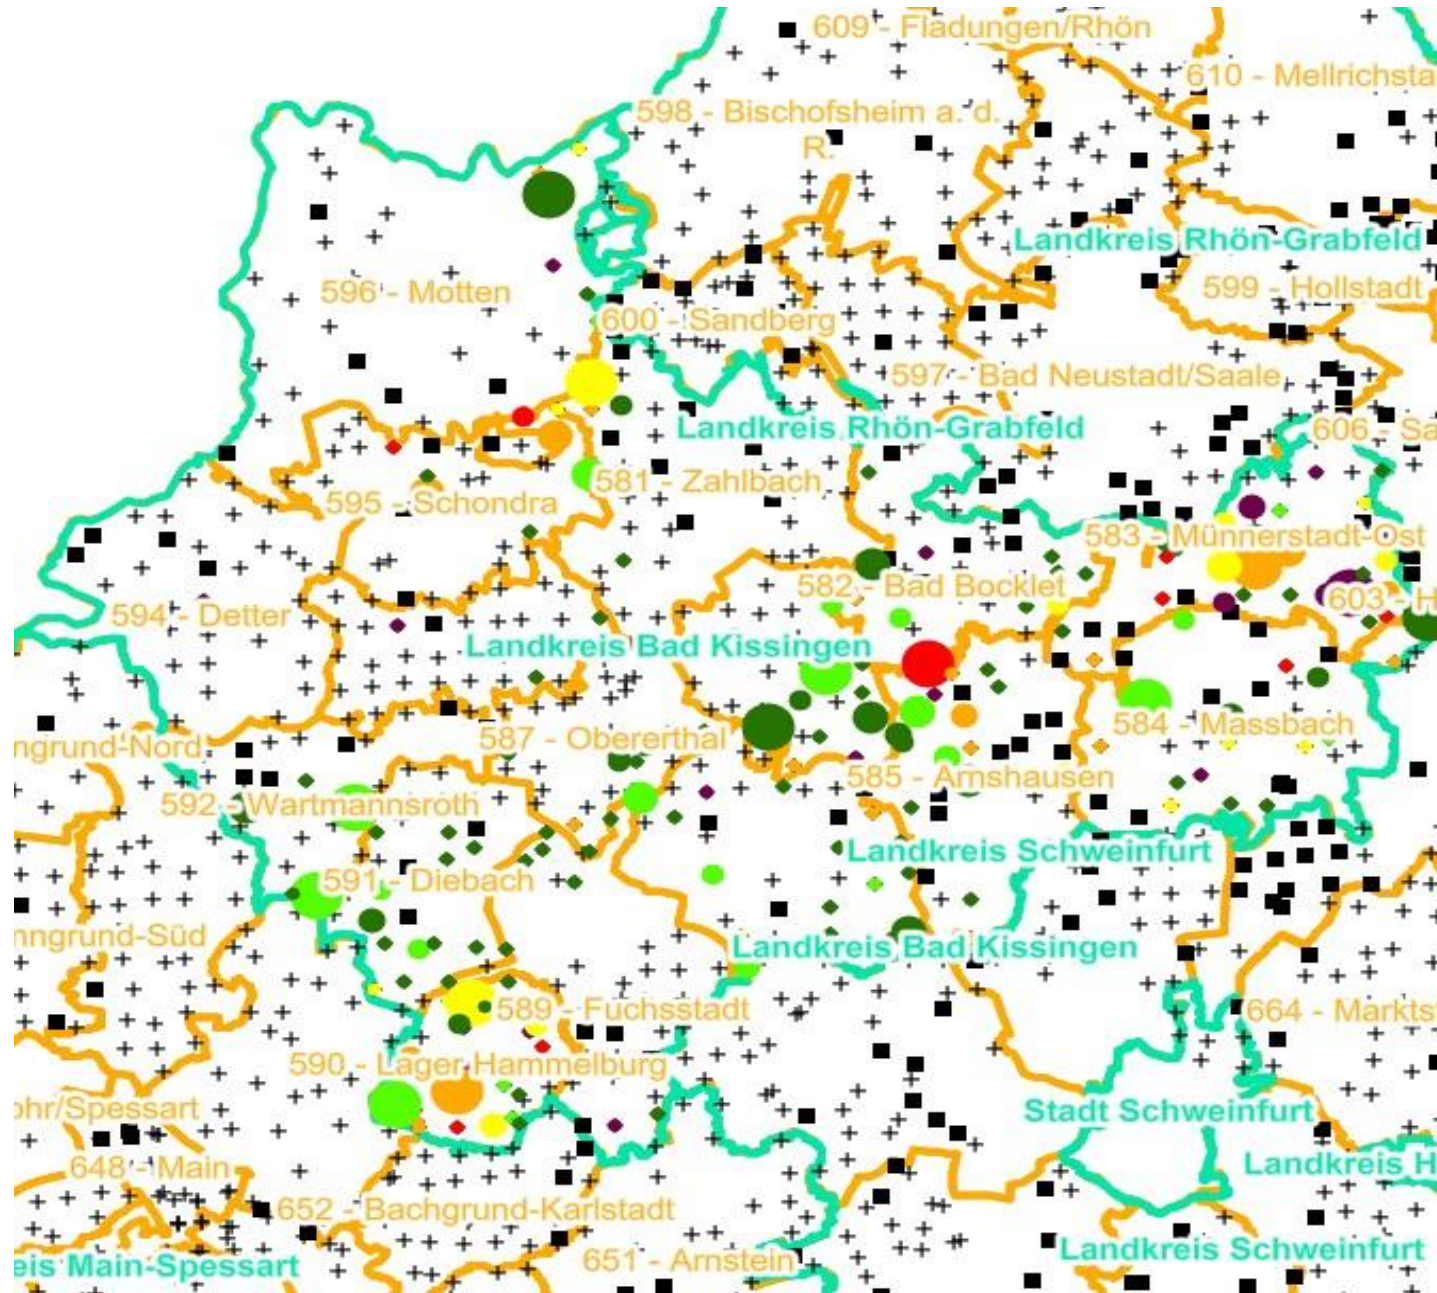 609 - Fladungen/Rhön
610 - Mellrichsta
598 - Bischofsheim a. d.
R.
Landkreis Rhön-Grabfeld
596 - Motten
599 - Hollstadt
600 - Sandberg
597 - Bad Neustadt/Saale
Landkreis Rhön-Grabfeld
606 - Sa
581 - Zahlbach
595 - Schondra
583 - Münnerstadt-Ost
582 - Bad Bocklet
603 - H
594 - Detter
Landkreis Bad Kissingen
584 - Massbach
587 - Obererthal
ngrund-Nord
585 - Arnshausen
592 - Wartmannsroth
Landkreis Schweinfurt
591 - Diebach
nngrund-Süd
Landkreis Bad Kissingen
589 - Fuchsstadt
664 - Markts
590 - Lager Hammelburg
ohr/Spessart
Stadt Schweinfurt
648 - Main
Landkreis H
652 - Bachgrund-Karlstadt
Landkreis Schweinfurt
651 - Arnstein
eis Main-Spessart